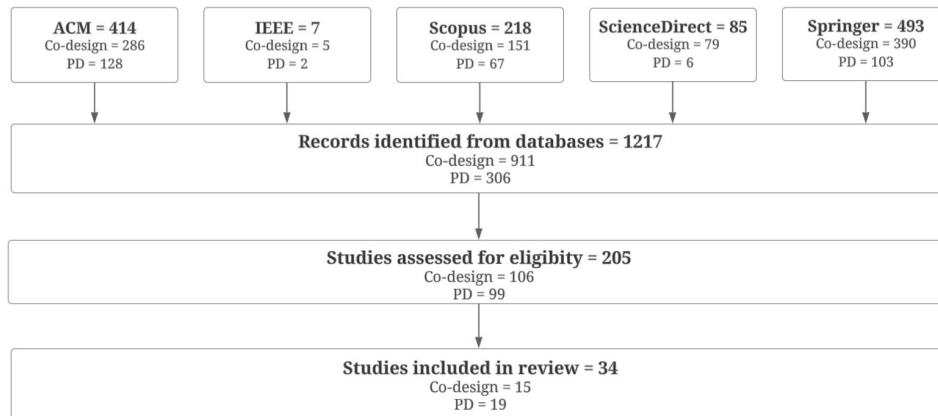 ACM = 414
Co-design = 286
PD = 128
IEEE = 7
Co-design = 5
PD = 2
Scopus = 218
Co-design = 151
PD = 67
ScienceDirect = 85
Co-design = 79
PD = 6
Springer = 493
Co-design = 390
PD = 103
Records identified from databases = 1217
Co-design = 911
PD = 306
Studies assessed for eligibity = 205
Co-design = 106
PD = 99
Studies included in review = 34
Co-design = 15
PD = 19